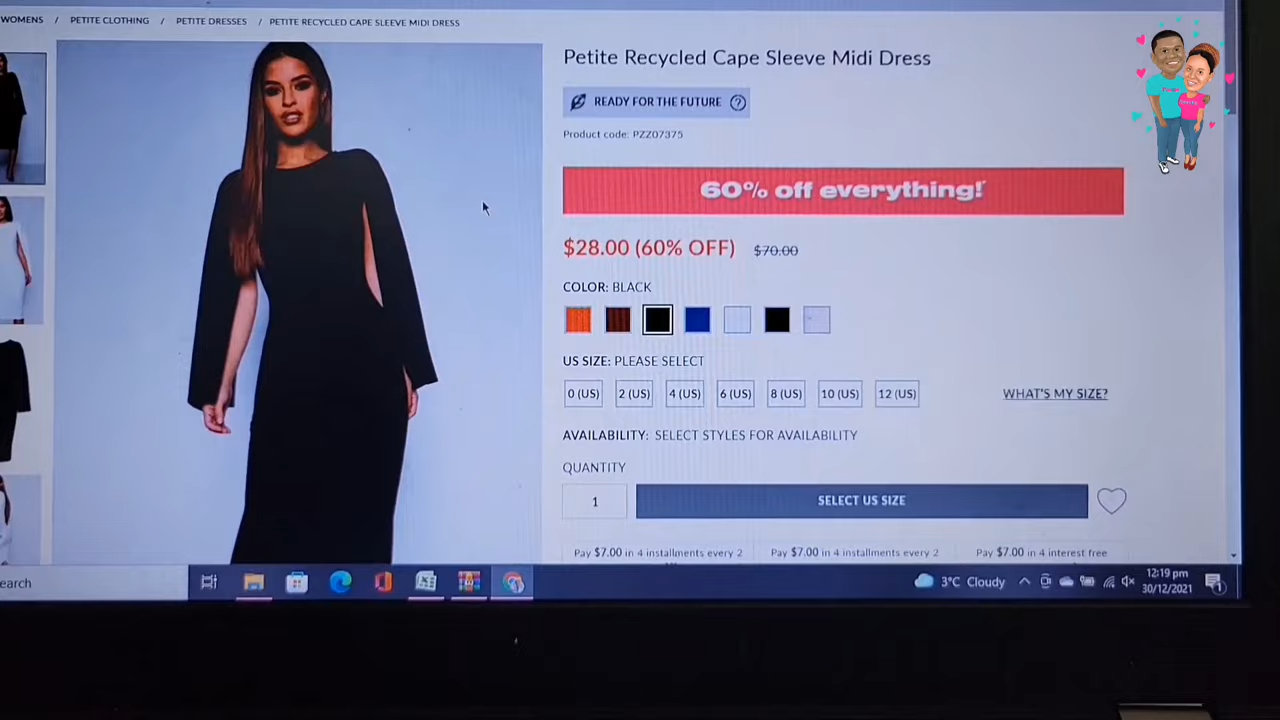 WOMENS / PETITE CLOTHING / PETITE DRESSES / PETITE RECYCLED CAPE SLEEVE MIDI DRESS
Petite Recycled Cape Sleeve Midi Dress
READY FOR THE FUTURE ?
Product code: PZZ07375
60% off everything!*
$28.00 (60% OFF) $70.00
COLOR: BLACK
US SIZE: PLEASE SELECT
0 (US) 2 (US) 4 (US) 6 (US) 8 (US) 10 (US) 12 (US) WHAT'S MY SIZE?
AVAILABILITY: SELECT STYLES FOR AVAILABILITY
QUANTITY
1 SELECT US SIZE
Pay $7.00 in 4 installments every 2 Pay $7.00 in 4 installments every 2 Pay $7.00 in 4 interest free
earch
3°C Cloudy
12:19 pm
30/12/2021
1